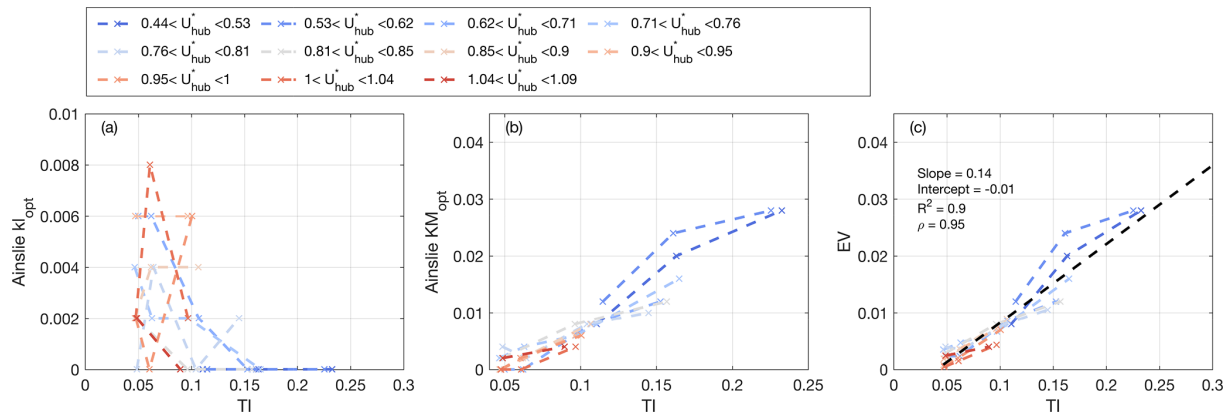 0.44< U*hub <0.53
0.53< U*hub <0.62
0.62< U*hub <0.71
0.71< U*hub <0.76
0.76< U*hub <0.81
0.81< U*hub <0.85
0.85< U*hub <0.9
0.9< U*hub <0.95
0.95< U*hub <1
1< U*hub <1.04
1.04< U*hub <1.09
(a)
Ainslie kl_opt
0.01
0.008
0.006
0.004
0.002
0
0 0.05 0.1 0.15 0.2 0.25 0.3
TI
(b)
Ainslie KM_opt
0.04
0.03
0.02
0.01
0
0.05 0.1 0.15 0.2 0.25
TI
(c)
EV
0.04
0.03
0.02
0.01
0
Slope = 0.14
Intercept = -0.01
R² = 0.9
ρ = 0.95
0 0.05 0.1 0.15 0.2 0.25 0.3
TI